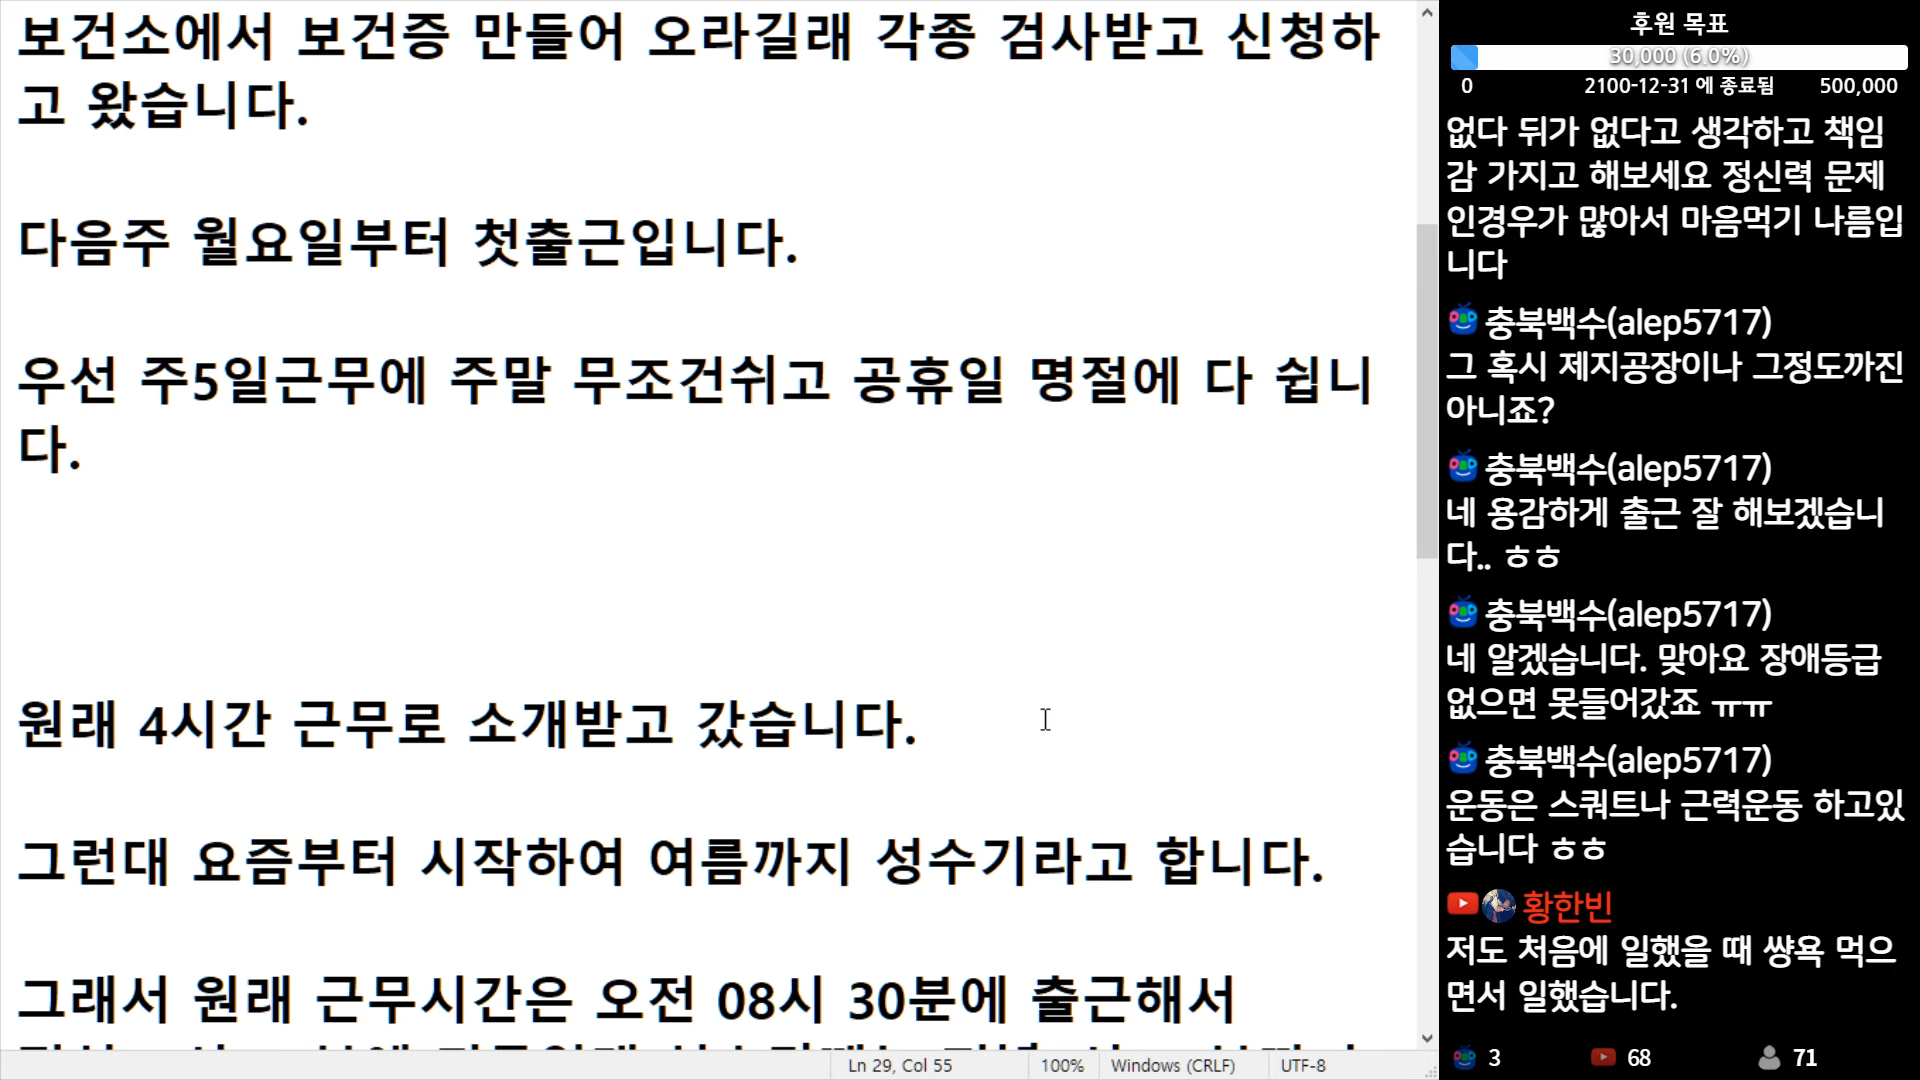 보건소에서 보건증 만들어 오라길래 각종 검사받고 신청하
고 왔습니다.
다음주 월요일부터 첫출근입니다.
우선 주5일근무에 주말 무조건쉬고 공휴일 명절에 다 쉽니
다.
원래 4시간 근무로 소개받고 갔습니다.
그런대 요즘부터 시작하여 여름까지 성수기라고 합니다.
그래서 원래 근무시간은 오전 08시 30분에 출근해서
Ln 29, Col 55
100%
Windows (CRLF)
UTF-8
후원 목표
30,000 (6.0%)
0
2100-12-31 에 종료됨
500,000
없다 뒤가 없다고 생각하고 책임
감 가지고 해보세요 정신력 문제
인경우가 많아서 마음먹기 나름입
니다
충북백수(alep5717)
그 혹시 제지공장이나 그정도까진
아니죠?
충북백수(alep5717)
네 용감하게 출근 잘 해보겠습니
다.. ㅎㅎ
충북백수(alep5717)
네 알겠습니다. 맞아요 장애등급
없으면 못들어갔죠 ㅠㅠ
충북백수(alep5717)
운동은 스쿼트나 근력운동 하고있
습니다 ㅎㅎ
황한빈
저도 처음에 일했을 때 썅욕 먹으
면서 일했습니다.
3
68
71